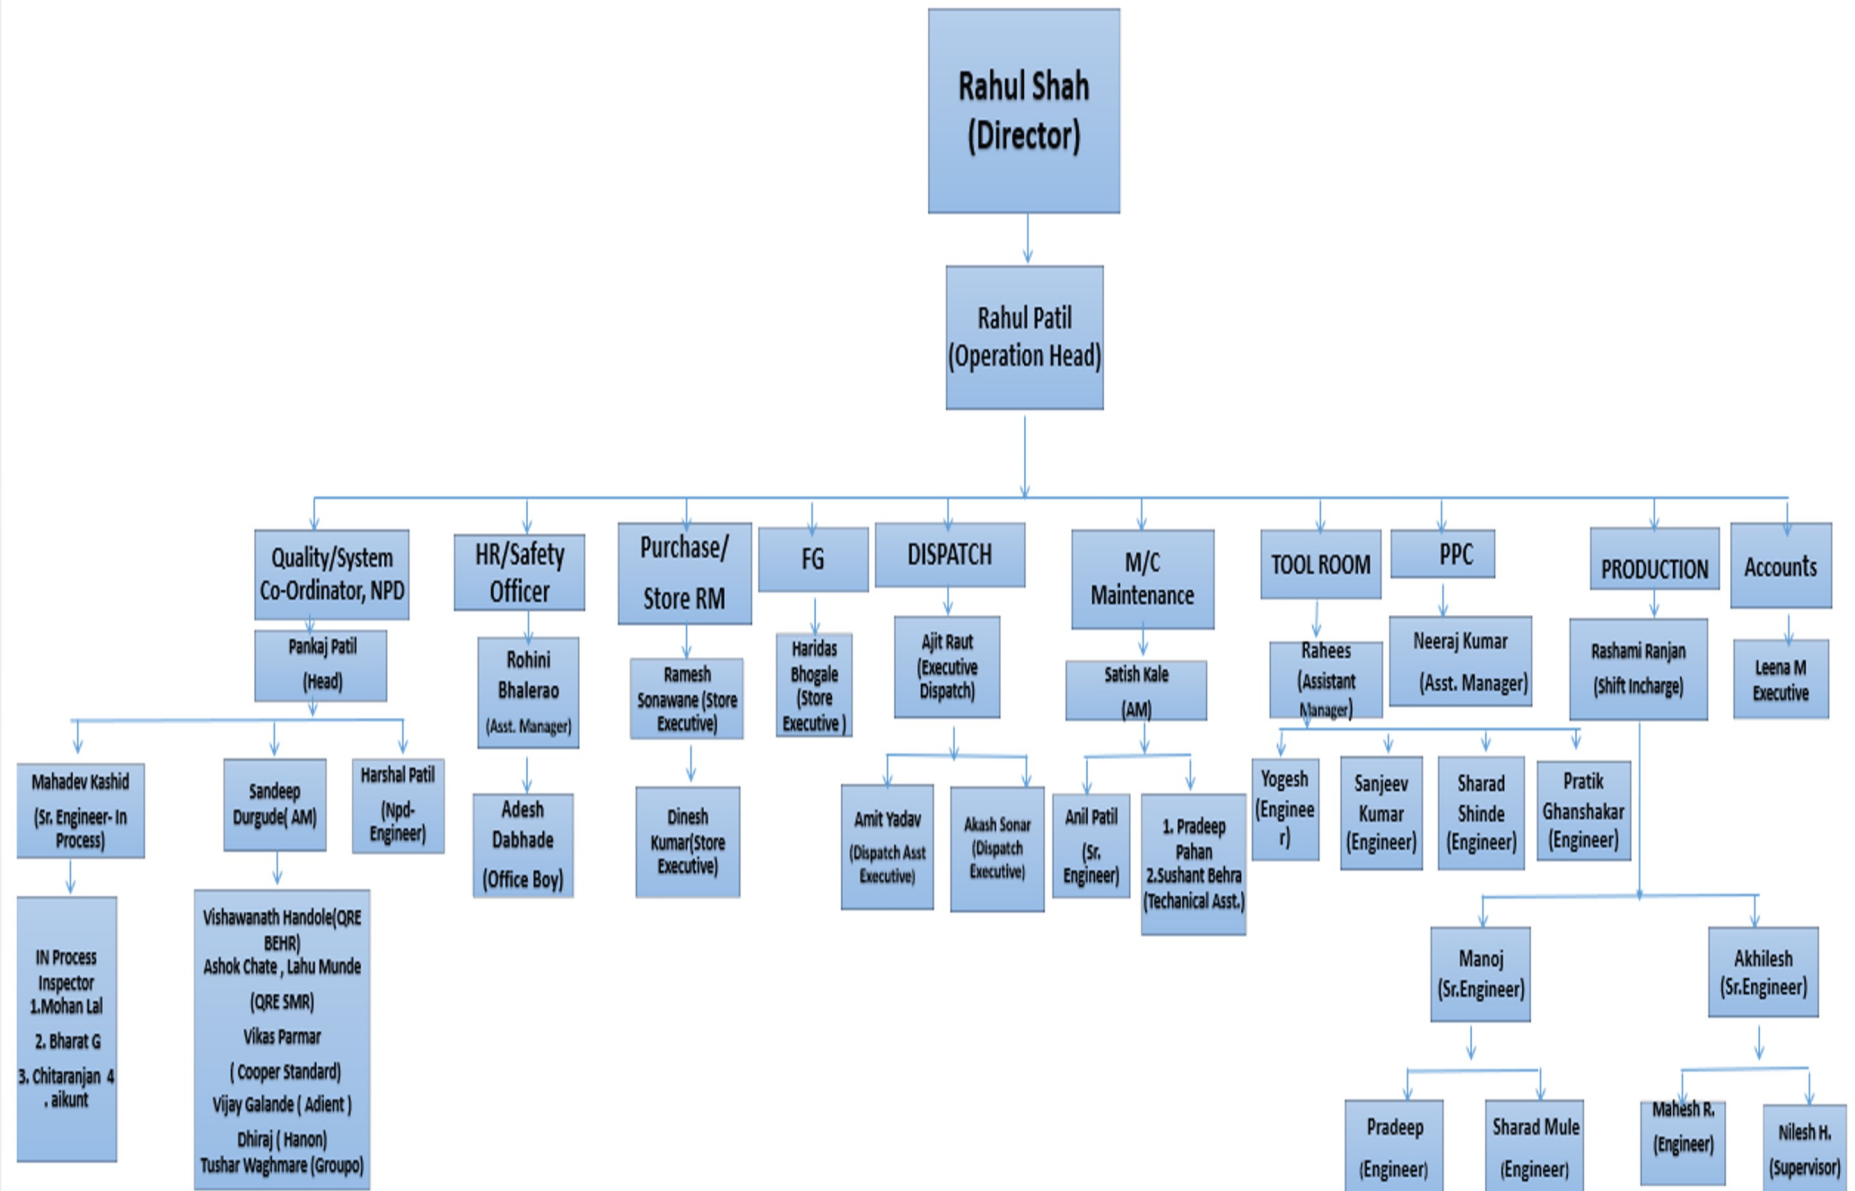 Rahul Shah
(Director)
Rahul Patil
(Operation Head)
Quality/System
Co-Ordinator, NPD
HR/Safety
Officer
Purchase/
Store RM
FG
DISPATCH
M/C
Maintenance
TOOL ROOM
PPC
PRODUCTION
Accounts
Pankaj Patil
(Head)
Rohini
Bhalerao
(Asst. Manager)
Ramesh
Sonawane (Store
Executive)
Haridas
Bhogale
(Store
Executive )
Ajit Raut
(Executive
Dispatch)
Satish Kale
(AM)
Rahees
(Assistant
Manager)
Neeraj Kumar
(Asst. Manager)
Rashami Ranjan
(Shift Incharge)
Leena M
Executive
Mahadev Kashid
(Sr. Engineer- In
Process)
Sandeep
Durgude( AM)
Harshal Patil
(Npd-
Engineer)
Adesh
Dabhade
(Office Boy)
Dinesh
Kumar(Store
Executive)
Amit Yadav
(Dispatch Asst
Executive)
Akash Sonar
(Dispatch
Executive)
Anil Patil
(Sr.
Engineer)
1. Pradeep
Pahan
2.Sushant Behra
(Techanical Asst.)
Yogesh
(Enginee
r)
Sanjeev
Kumar
(Engineer)
Sharad
Shinde
(Engineer)
Pratik
Ghanshakar
(Engineer)
IN Process
Inspector
1.Mohan Lal
2. Bharat G
3. Chitaranjan 4
. aikunt
Vishawanath Handole(QRE
BEHR)
Ashok Chate , Lahu Munde
(QRE SMR)
Vikas Parmar
( Cooper Standard)
Vijay Galande ( Adient )
Dhiraj ( Hanon)
Tushar Waghmare (Groupo)
Manoj
(Sr.Engineer)
Akhilesh
(Sr.Engineer)
Pradeep
(Engineer)
Sharad Mule
(Engineer)
Mahesh R.
(Engineer)
Nilesh H.
(Supervisor)